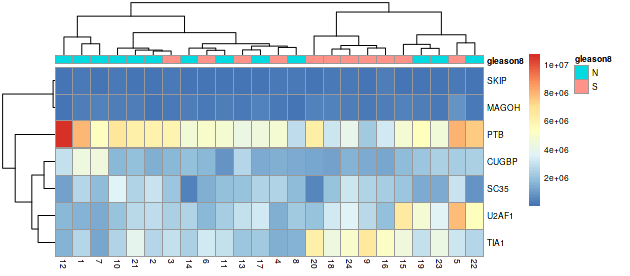 gleason8
SKIP
MAGOH
PTB
CUGBP
SC35
U2AF1
TIA1
12 1 7 10 21 2 3 14 6 11 13 17 4 8 20 18 24 9 16 15 19 23 5 22
1e+07
8e+06
6e+06
4e+06
2e+06
gleason8
N
S